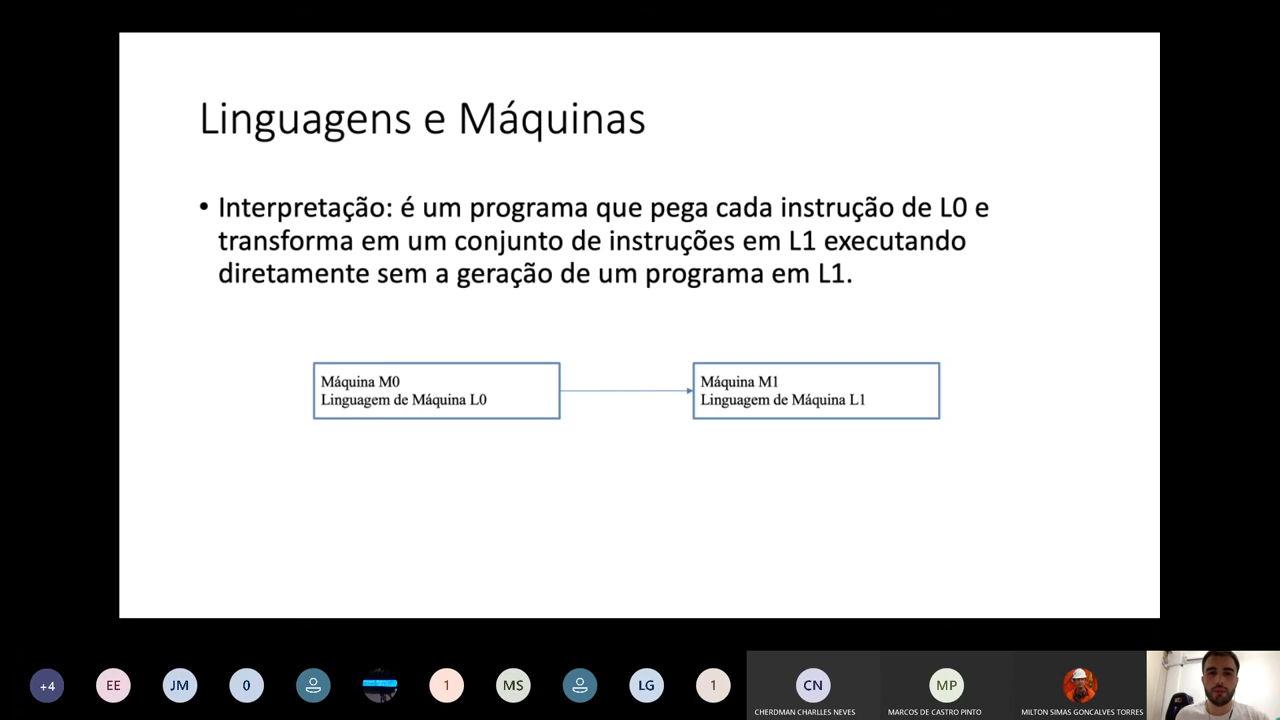 Linguagens e Máquinas
• Interpretação: é um programa que pega cada instrução de L0 e
transforma em um conjunto de instruções em L1 executando
diretamente sem a geração de um programa em L1.
Máquina M0
Linguagem de Máquina L0
Máquina M1
Linguagem de Máquina L1
+4
EE
JM
0
1
MS
LG
1
CN
MP
CHERDMAN CHARLLES NEVES
MARCOS DE CASTRO PINTO
MILTON SIMAS GONCALVES TORRES